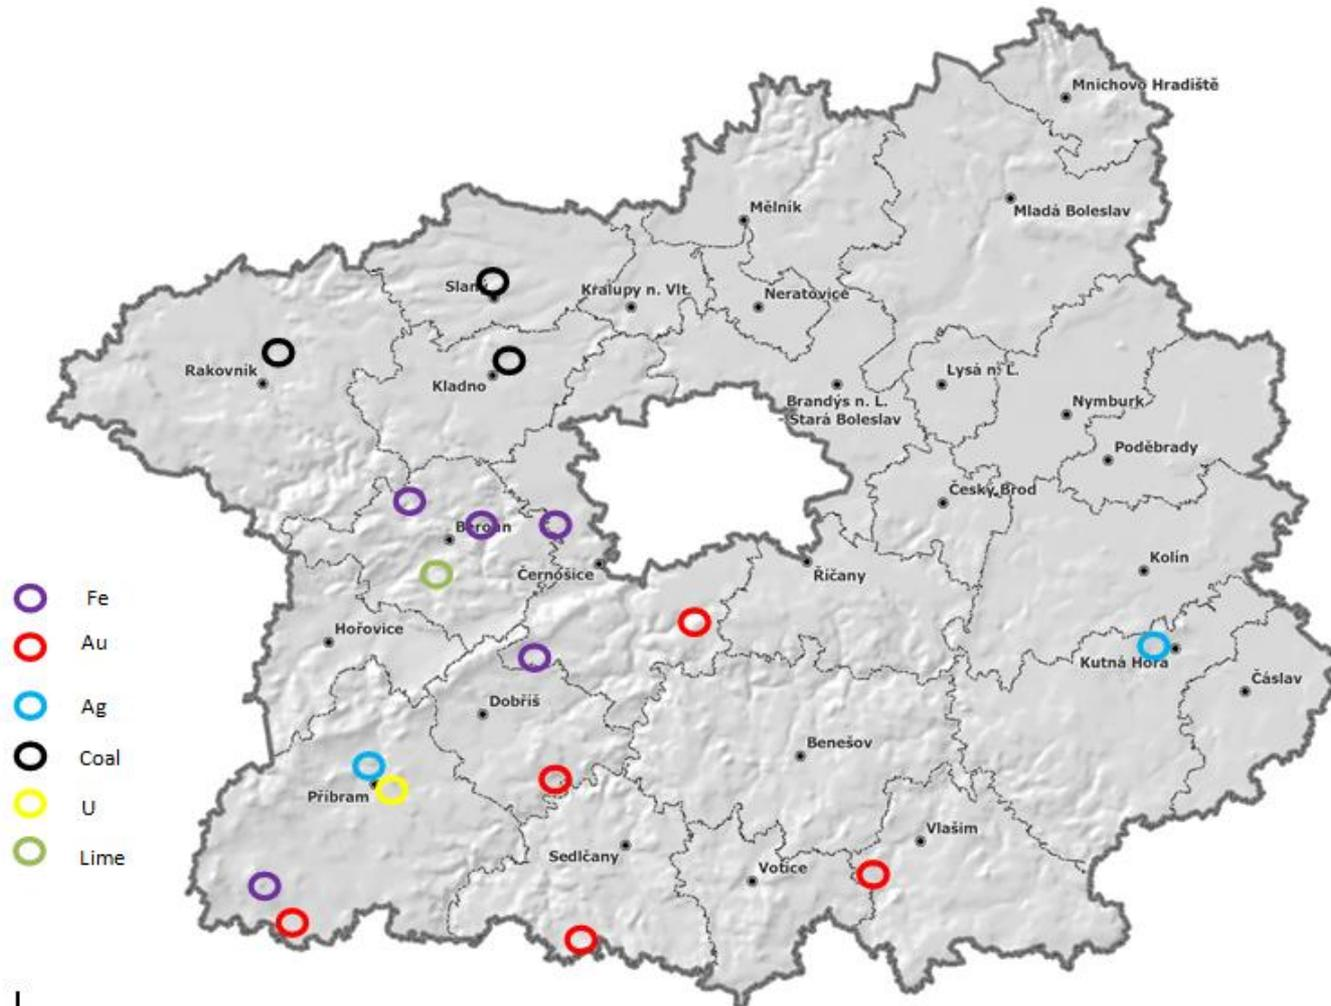 Mnichovo Hradiště
Mělník
Mladá Boleslav
Slaný
Kralupy n. Vlt.
Neratovice
Rakovník
Kladno
Lysá n. L.
Brandýs n. L.
- Stará Boleslav
Nymburk
Poděbrady
Český Brod
Beroun
Kolín
Černošice
Říčany
Fe
Hořovice
Au
Kutná Hora
Čáslav
Dobříš
Ag
Benešov
Coal
Příbram
U
Vlašim
Sedlčany
Lime
Votice